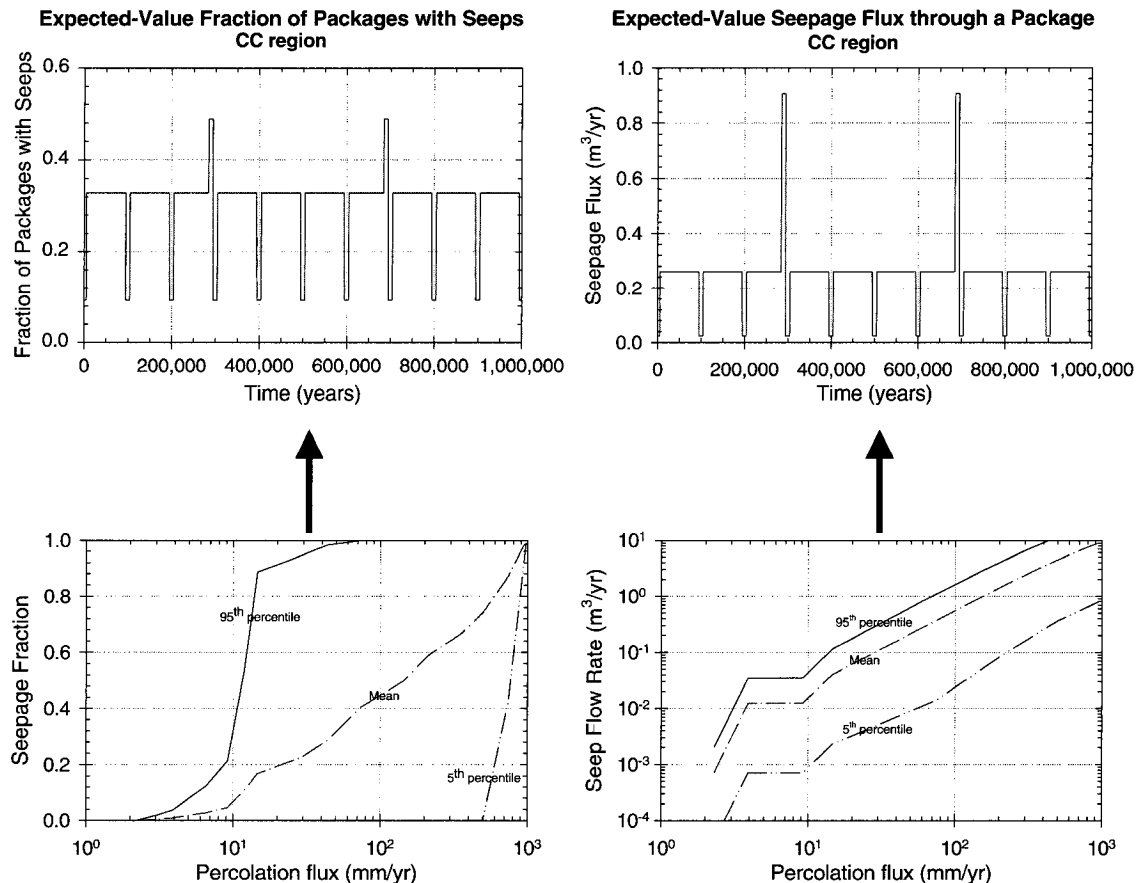 Expected-Value Fraction of Packages with Seeps
CC region
0.6
0.4
0.2
0.0
Fraction of Packages with Seeps
0 200,000 400,000 600,000 800,000 1,000,000
Time (years)
Expected-Value Seepage Flux through a Package
CC region
1.0
0.8
0.6
0.4
0.2
0.0
Seepage Flux (m³/yr)
0 200,000 400,000 600,000 800,000 1,000,000
Time (years)
1.0
0.8
0.6
0.4
0.2
0.0
Seepage Fraction
95th percentile
Mean
5th percentile
10⁰ 10¹ 10² 10³
Percolation flux (mm/yr)
10¹
10⁰
10⁻¹
10⁻²
10⁻³
10⁻⁴
Seep Flow Rate (m³/yr)
95th percentile
Mean
5th percentile
10⁰ 10¹ 10² 10³
Percolation flux (mm/yr)